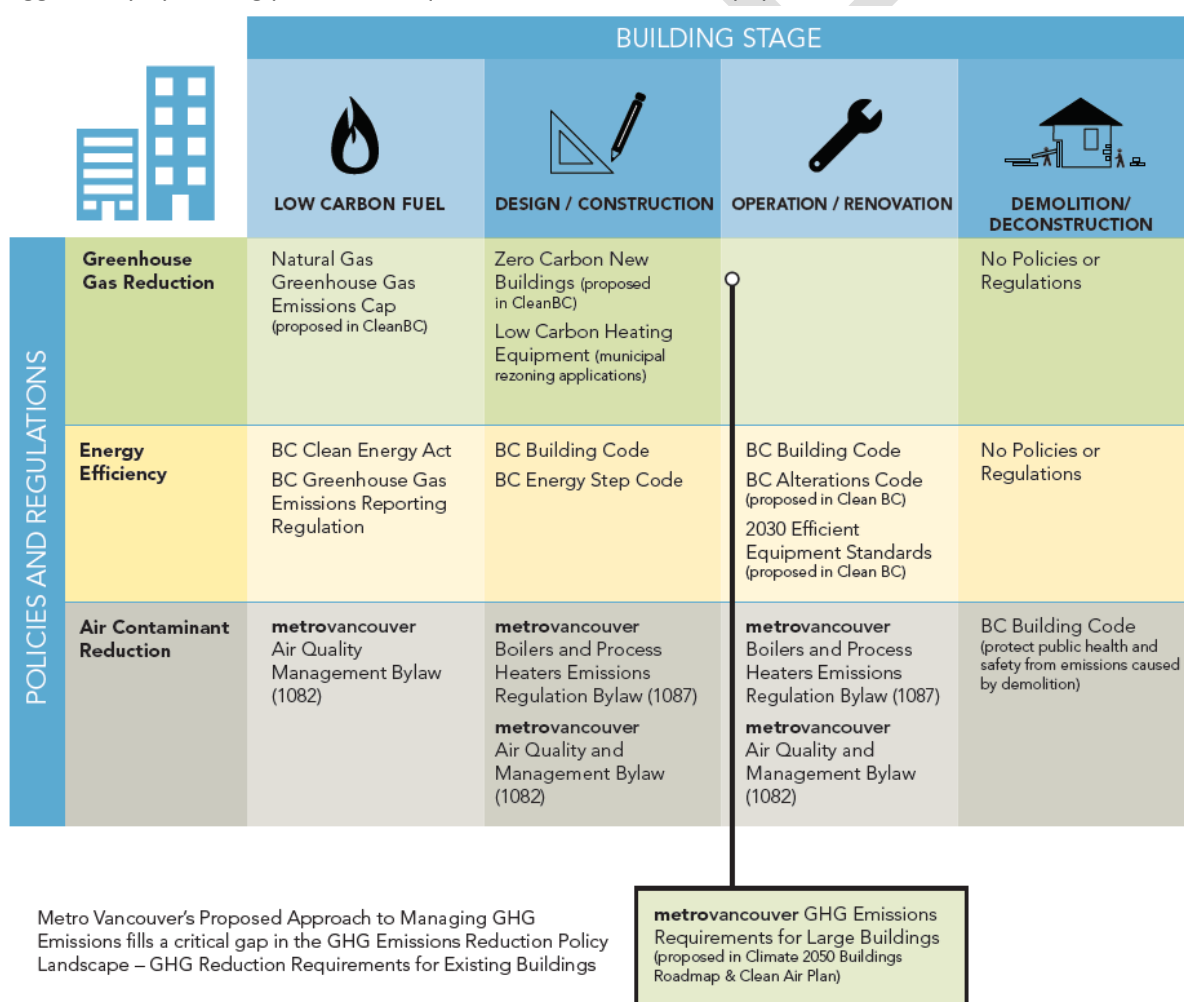 BUILDING STAGE
LOW CARBON FUEL
DESIGN / CONSTRUCTION
OPERATION / RENOVATION
DEMOLITION/
DECONSTRUCTION
POLICIES AND REGULATIONS
Greenhouse
Gas Reduction
Natural Gas
Greenhouse Gas
Emissions Cap
(proposed in CleanBC)
Zero Carbon New
Buildings (proposed
in CleanBC)
Low Carbon Heating
Equipment (municipal
rezoning applications)
No Policies or
Regulations
Energy
Efficiency
BC Clean Energy Act
BC Greenhouse Gas
Emissions Reporting
Regulation
BC Building Code
BC Energy Step Code
BC Building Code
BC Alterations Code
(proposed in Clean BC)
2030 Efficient
Equipment Standards
(proposed in Clean BC)
No Policies or
Regulations
Air Contaminant
Reduction
metrovancouver
Air Quality
Management Bylaw
(1082)
metrovancouver
Boilers and Process
Heaters Emissions
Regulation Bylaw (1087)
metrovancouver
Air Quality and
Management Bylaw
(1082)
metrovancouver
Boilers and Process
Heaters Emissions
Regulation Bylaw (1087)
metrovancouver
Air Quality and
Management Bylaw
(1082)
BC Building Code
(protect public health and
safety from emissions caused
by demolition)
Metro Vancouver's Proposed Approach to Managing GHG
Emissions fills a critical gap in the GHG Emissions Reduction Policy
Landscape – GHG Reduction Requirements for Existing Buildings
metrovancouver GHG Emissions
Requirements for Large Buildings
(proposed in Climate 2050 Buildings
Roadmap & Clean Air Plan)